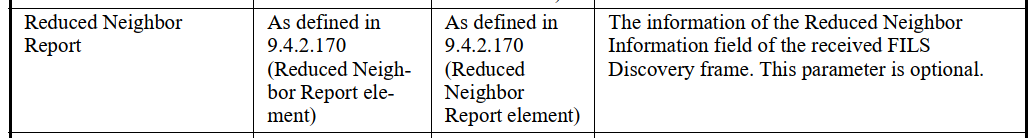 Reduced Neighbor
Report
As defined in
9.4.2.170
(Reduced Neigh-
bor Report ele-
ment)
As defined in
9.4.2.170
(Reduced
Neighbor
Report element)
The information of the Reduced Neighbor
Information field of the received FILS
Discovery frame. This parameter is optional.